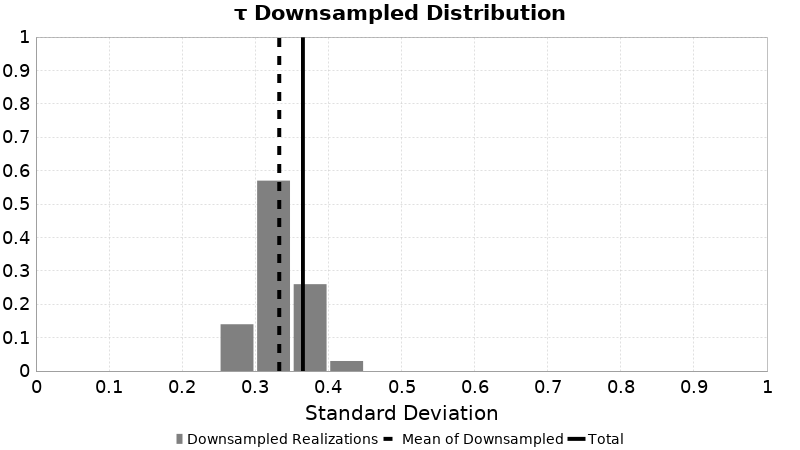 τ Downsampled Distribution
1
0.9
0.8
0.7
0.6
0.5
0.4
0.3
0.2
0.1
0
0 0.1 0.2 0.3 0.4 0.5 0.6 0.7 0.8 0.9 1
Standard Deviation
Downsampled Realizations Mean of Downsampled Total